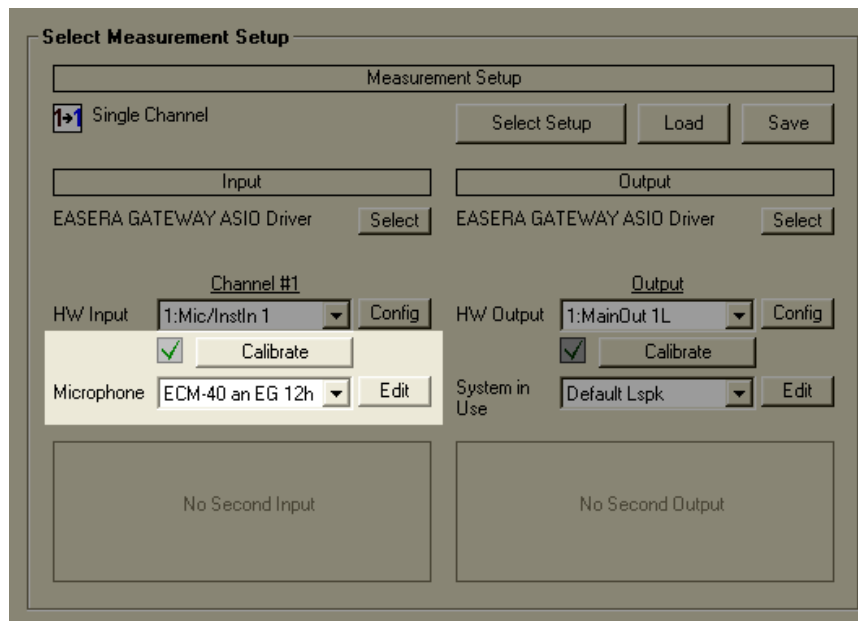 Select Measurement Setup
Measurement Setup
1→1 Single Channel
Select Setup Load Save
Input Output
EASERA GATEWAY ASIO Driver Select EASERA GATEWAY ASIO Driver Select
Channel #1 Output
HW Input 1:Mic/InstIn 1 Config HW Output 1:MainOut 1L Config
Calibrate Calibrate
Microphone ECM-40 an EG 12h Edit System in Use Default Lspk Edit
No Second Input No Second Output